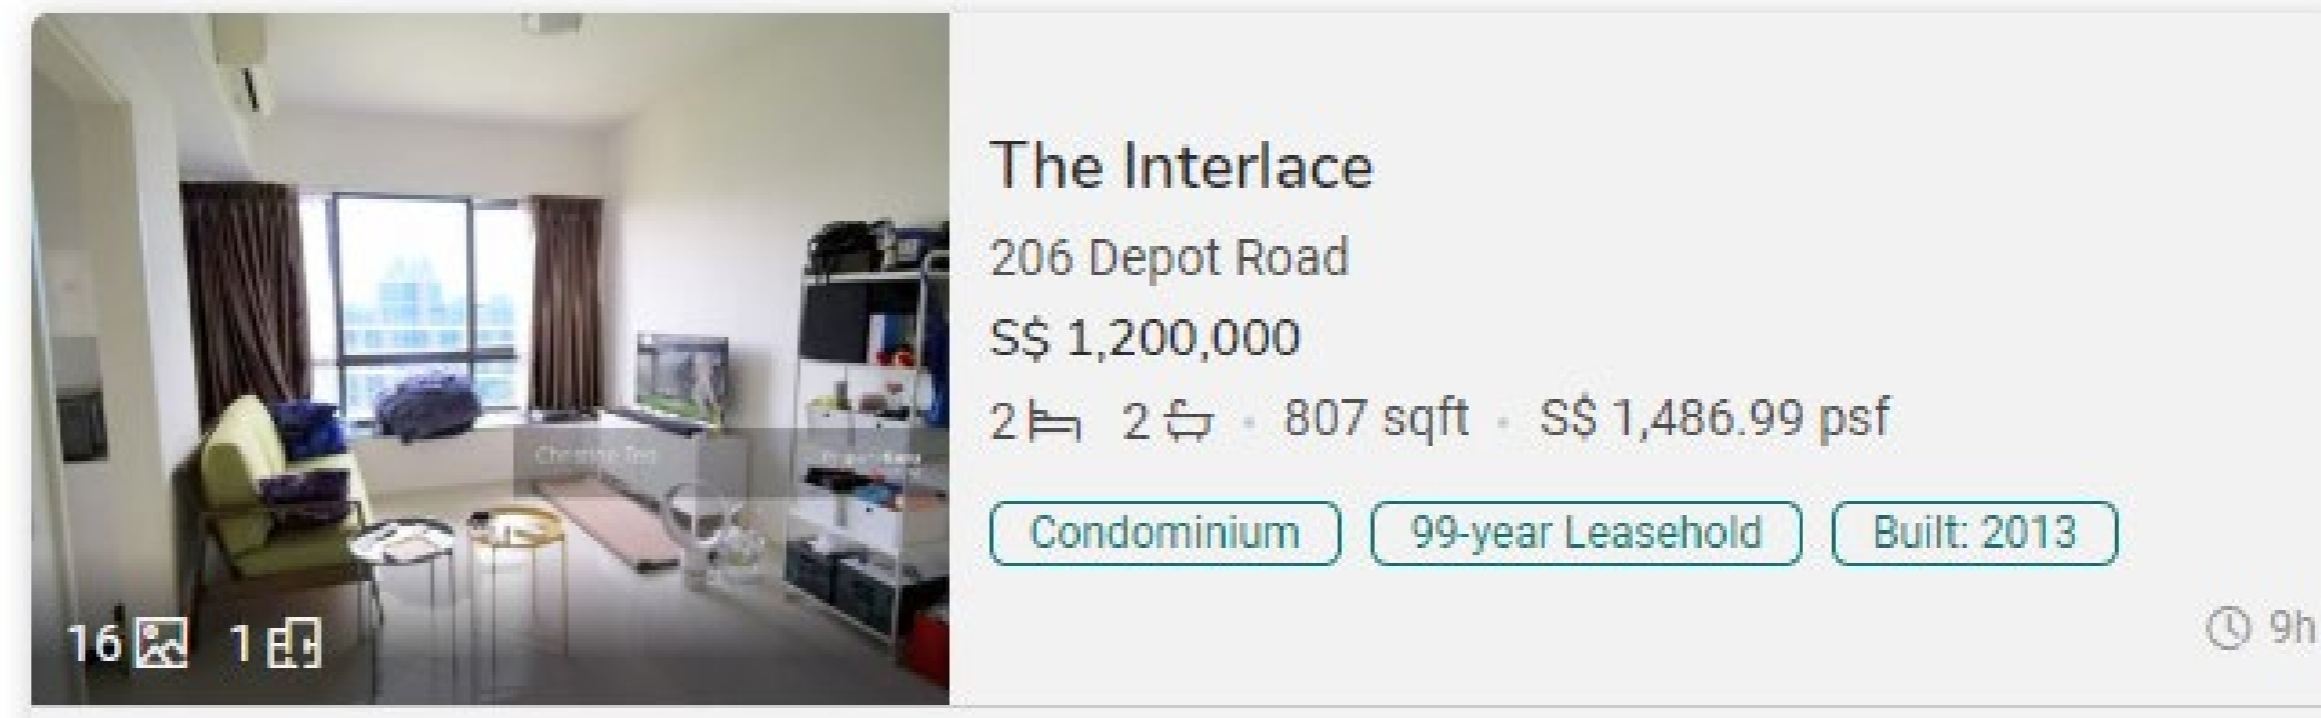 The Interlace
206 Depot Road
S$ 1,200,000
2 2 · 807 sqft · S$ 1,486.99 psf
Condominium 99-year Leasehold Built: 2013
16 1
9h